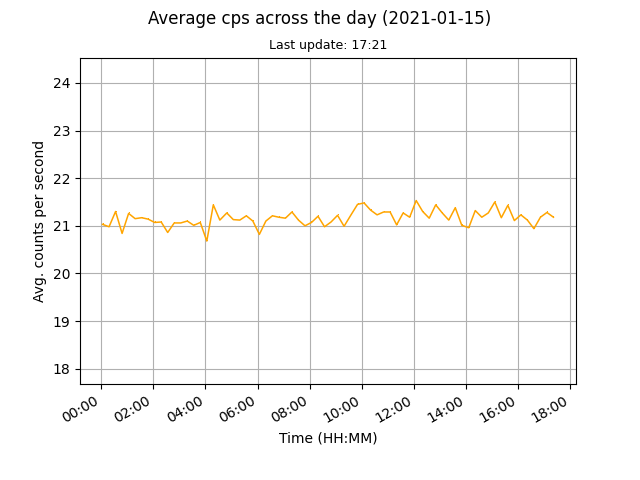 Average cps across the day (2021-01-15)
Last update: 17:21
24
23
22
21
20
19
18
Avg. counts per second
00:00 02:00 04:00 06:00 08:00 10:00 12:00 14:00 16:00 18:00
Time (HH:MM)